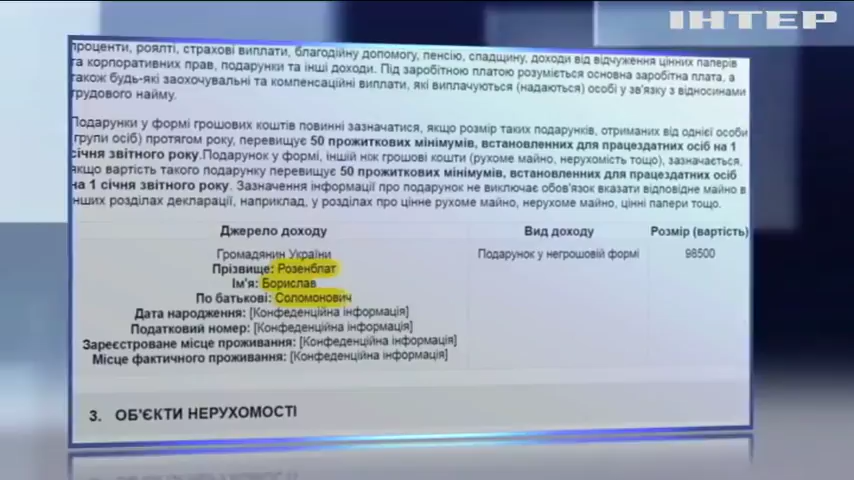 ІНТЕР
проценти, роялті, страхові виплати, благодійну допомогу, пенсію, спадщину, доходи від відчуження цінних паперів
та корпоративних прав, подарунки та інші доходи. Під заробітною платою розуміється основна заробітна плата, а
також будь-які заохочувальні та компенсаційні виплати, які виплачуються (надаються) особі у зв'язку з відносинами
трудового найму.
Подарунки у формі грошових коштів повинні зазначатися, якщо розмір таких подарунків, отриманих від однієї особи
групи осіб) протягом року, перевищує 50 прожиткових мінімумів, встановлених для працездатних осіб на 1
січня звітного року.Подарунок у формі, іншій ніж грошові кошти (рухоме майно, нерухомість тощо), зазначається,
якщо вартість такого подарунку перевищує 50 прожиткових мінімумів, встановлених для працездатних осіб
на 1 січня звітного року. Зазначення інформації про подарунок не виключає обов'язок вказати відповідне майно в
нших розділах декларації, наприклад, у розділах про цінне рухоме майно, нерухоме майно, цінні папери тощо.
Джерело доходу Вид доходу Розмір (вартість)
Громадянин України Подарунок у негрошовій формі 98500
Прізвище: Розенблат
Ім'я: Борислав
По батькові: Соломонович
Дата народження: [Конфеденційна інформація]
Податковий номер: [Конфеденційна інформація]
Зареєстроване місце проживання: [Конфеденційна інформація]
Місце фактичного проживання: [Конфеденційна інформація]
3. ОБ'ЄКТИ НЕРУХОМОСТІ